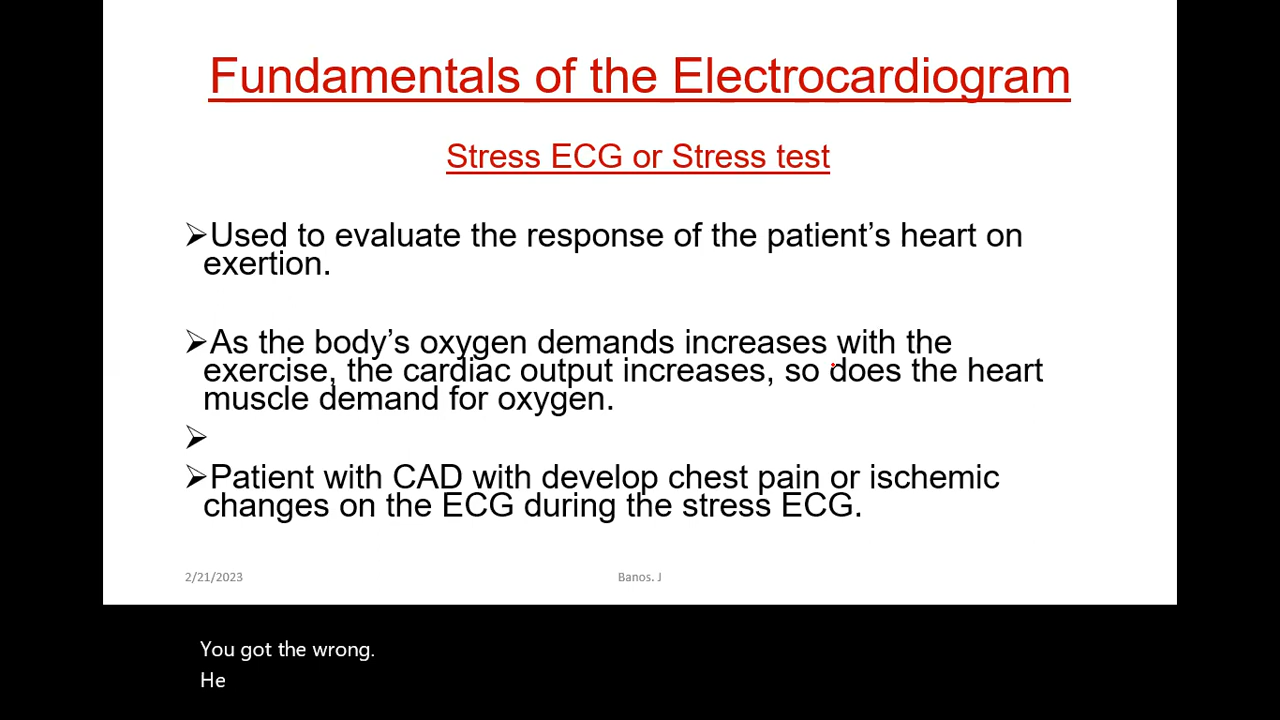 Fundamentals of the Electrocardiogram
Stress ECG or Stress test
➢Used to evaluate the response of the patient’s heart on
exertion.
➢As the body’s oxygen demands increases with the
exercise, the cardiac output increases, so does the heart
muscle demand for oxygen.
➢
➢Patient with CAD with develop chest pain or ischemic
changes on the ECG during the stress ECG.
2/21/2023
Banos. J
You got the wrong.
He